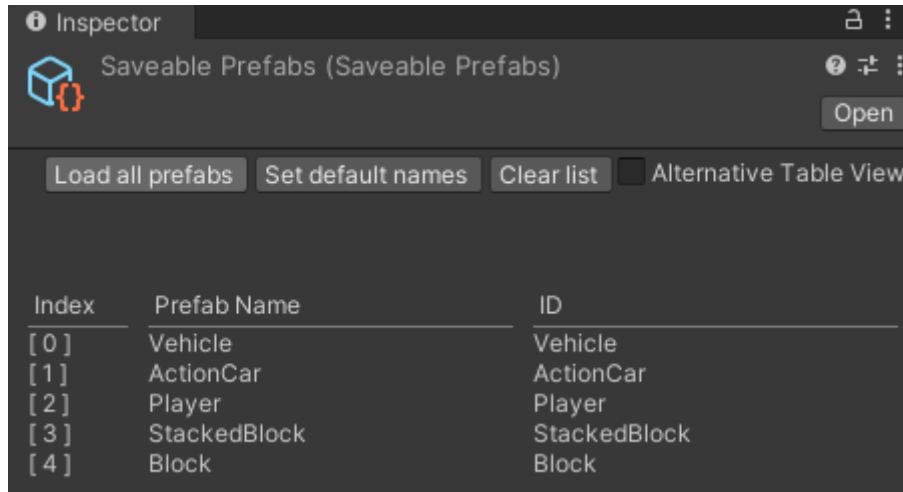 Inspector
Saveable Prefabs (Saveable Prefabs)
Open
Load all prefabs Set default names Clear list Alternative Table View
Index Prefab Name ID
[ 0 ] Vehicle Vehicle
[ 1 ] ActionCar ActionCar
[ 2 ] Player Player
[ 3 ] StackedBlock StackedBlock
[ 4 ] Block Block